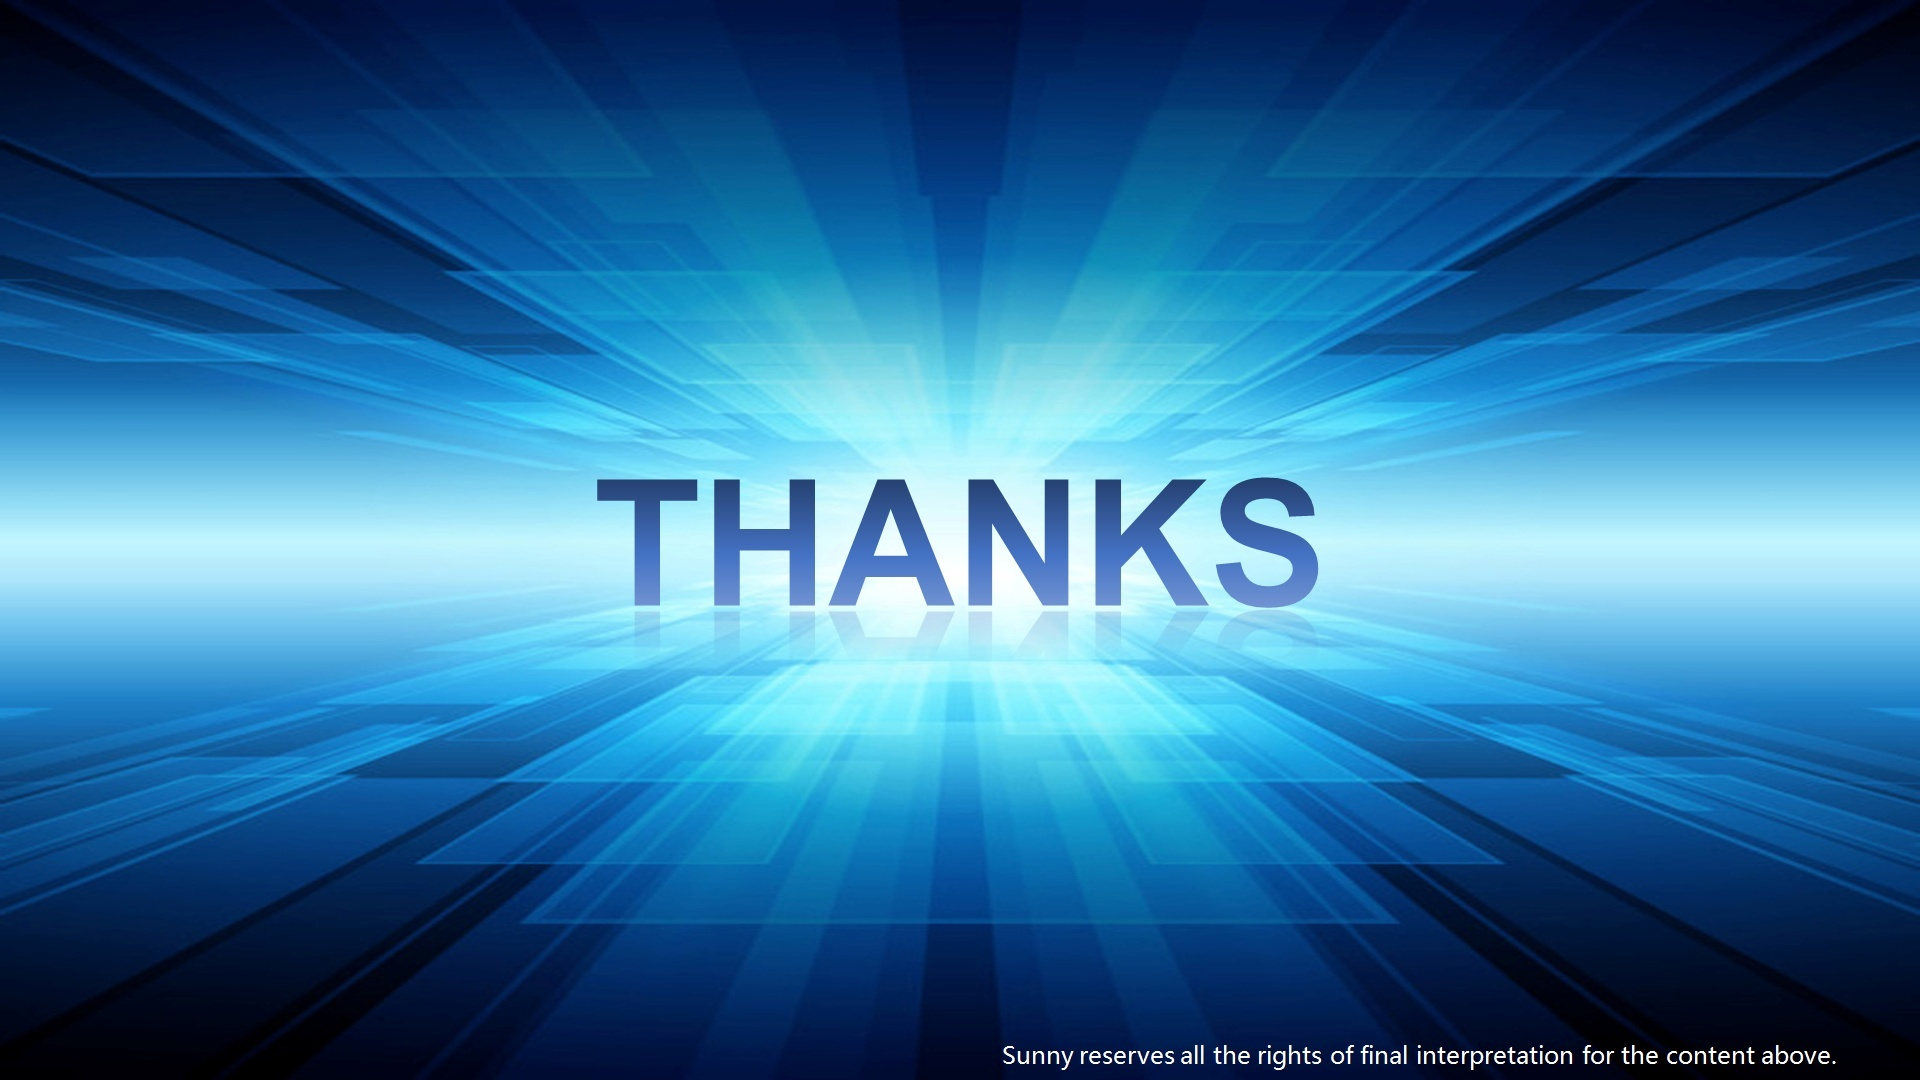 THANKS
Sunny reserves all the rights of final interpretation for the content above.